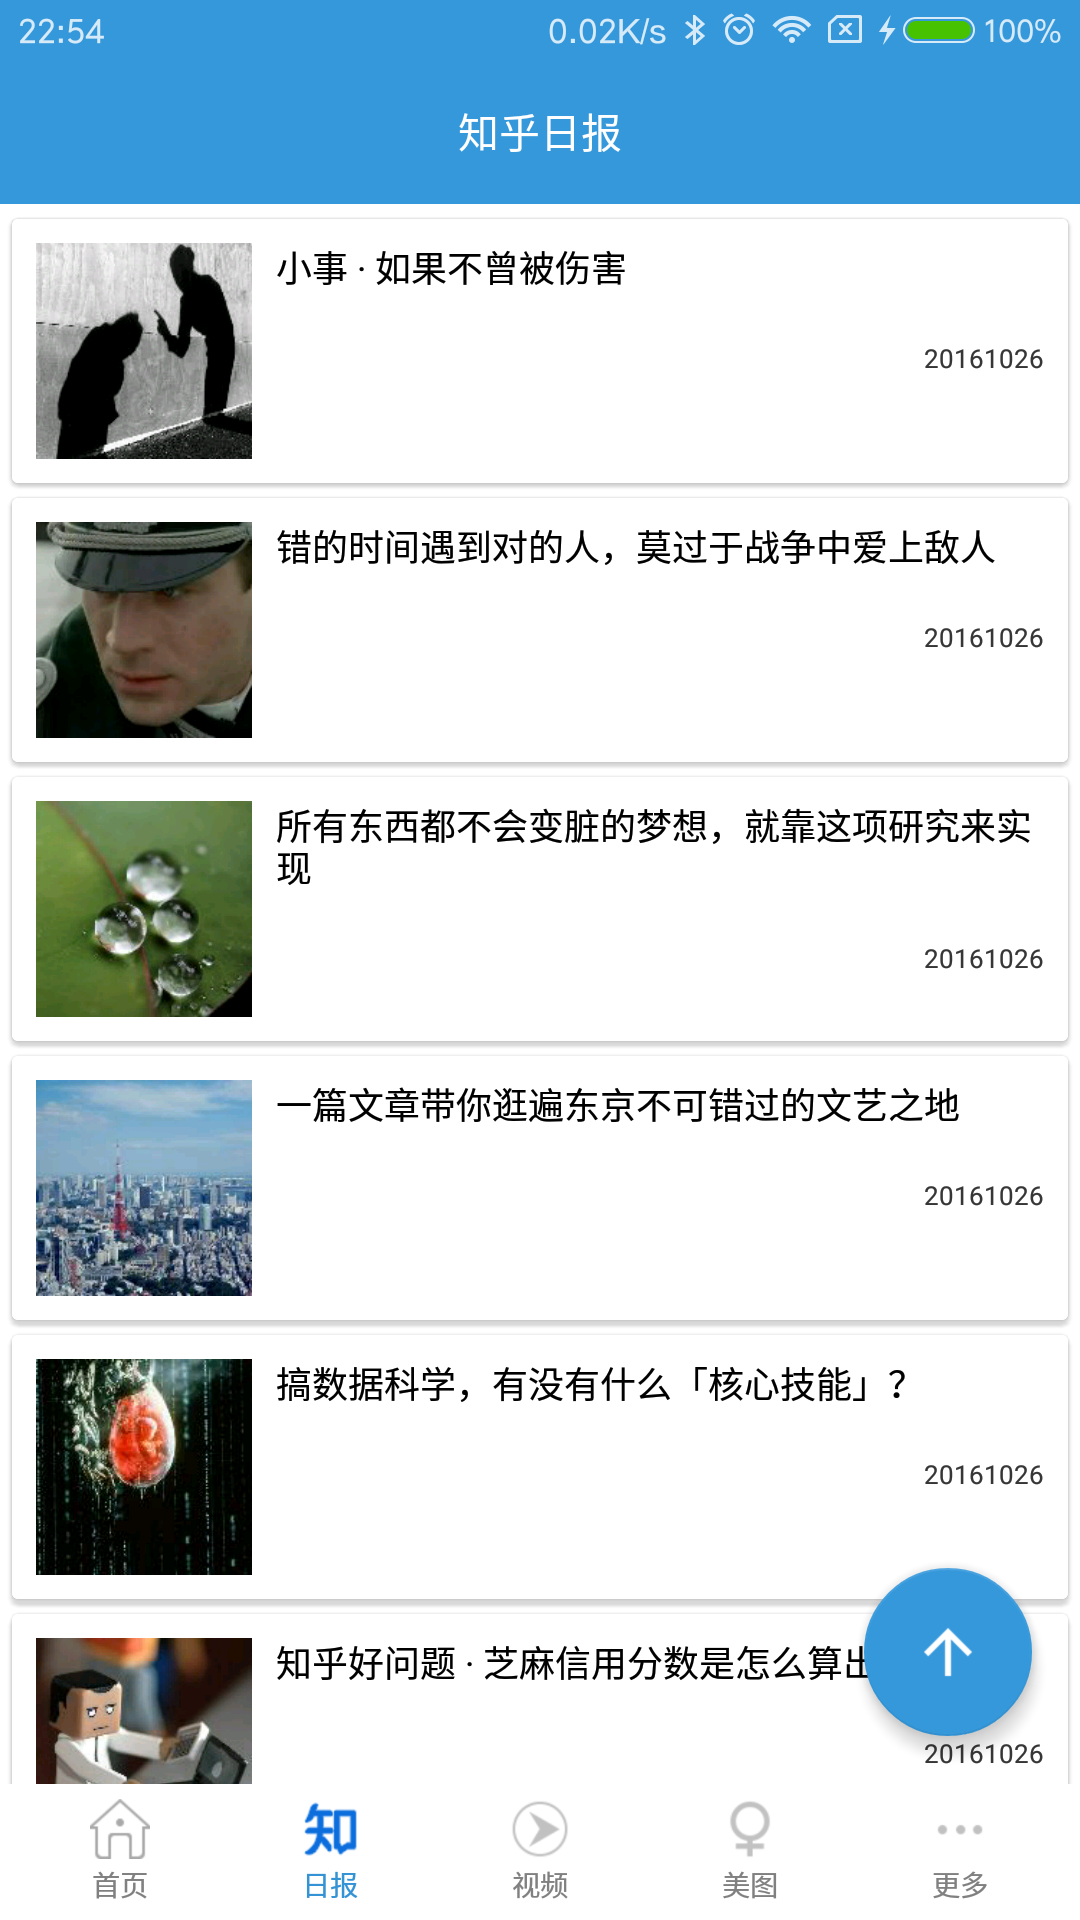 22:54
0.02K/s
100%
知乎日报
小事 · 如果不曾被伤害
20161026
错的时间遇到对的人，莫过于战争中爱上敌人
20161026
所有东西都不会变脏的梦想，就靠这项研究来实
现
20161026
一篇文章带你逛遍东京不可错过的文艺之地
20161026
搞数据科学，有没有什么「核心技能」？
20161026
知乎好问题 · 芝麻信用分数是怎么算出
20161026
知
首页
日报
视频
美图
更多